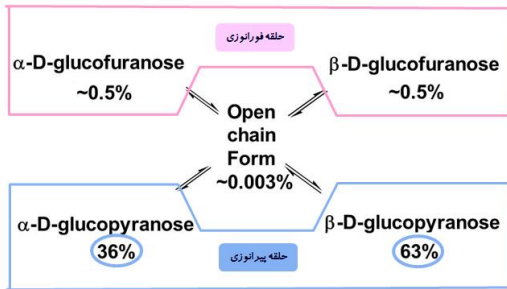 حلقه فورانوزی
α-D-glucofuranose
~0.5%
β-D-glucofuranose
~0.5%
Open
chain
Form
~0.003%
α-D-glucopyranose
36%
β-D-glucopyranose
63%
حلقه پیرانوزی